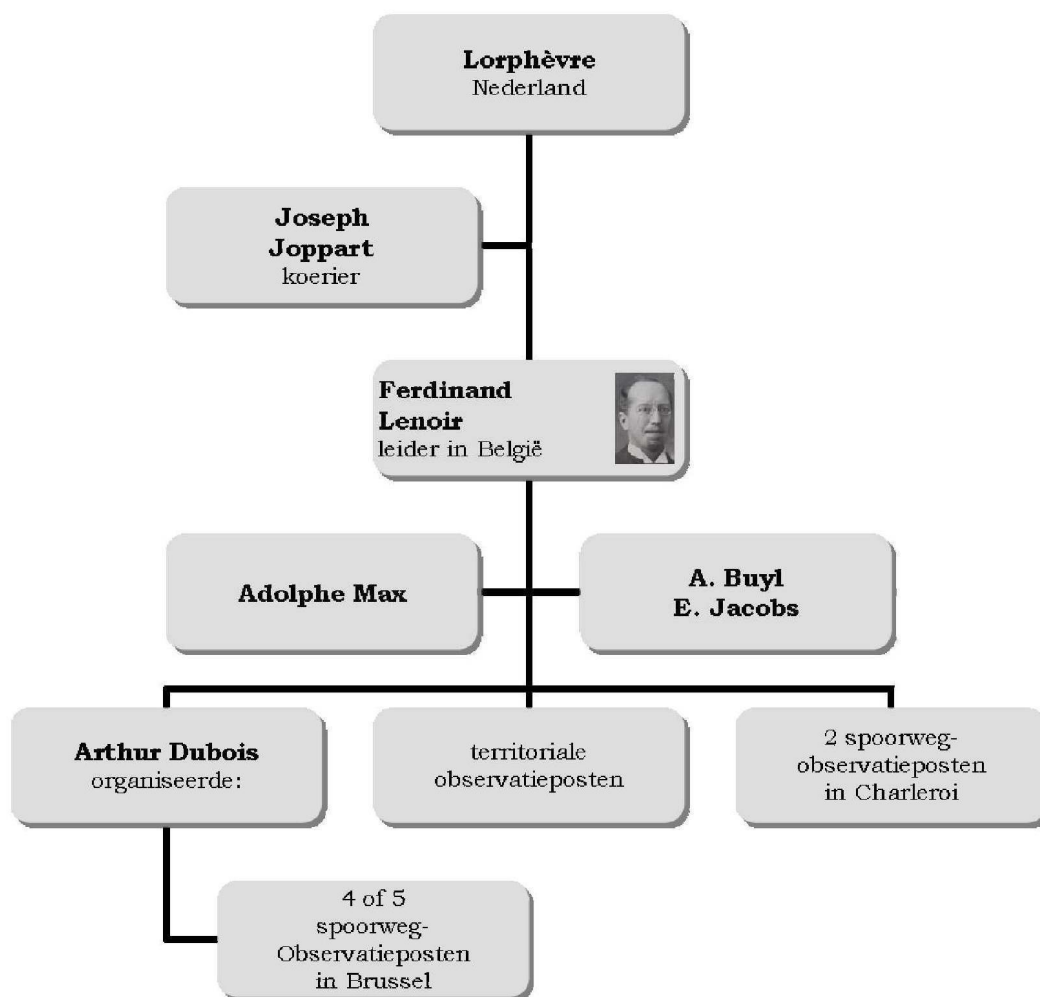 Lorphèvre
Nederland
Joseph
Joppart
koerier
Ferdinand
Lenoir
leider in België
Adolphe Max
A. Buyl
E. Jacobs
Arthur Dubois
organiseerde:
territoriale
observatieposten
2 spoorweg-
observatieposten
in Charleroi
4 of 5
spoorweg-
Observatieposten
in Brussel